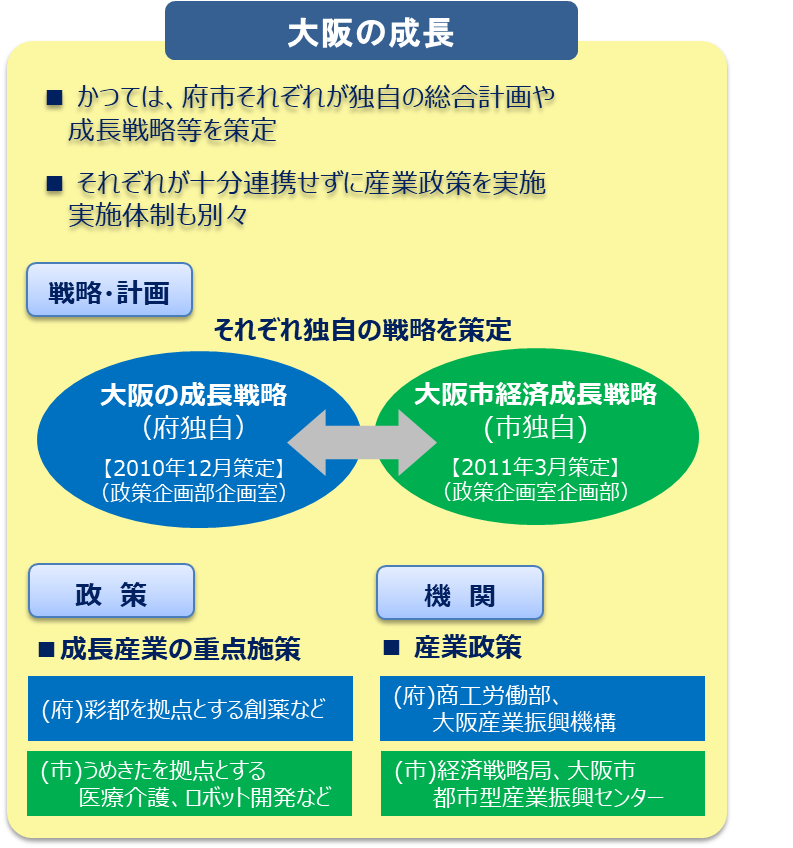 大阪の成長
■ かつては、府市それぞれが独自の総合計画や
成長戦略等を策定
■ それぞれが十分連携せずに産業政策を実施
実施体制も別々
戦略・計画
それぞれ独自の戦略を策定
大阪の成長戦略
（府独自）
【2010年12月策定】
（政策企画部企画室）
大阪市経済成長戦略
(市独自)
【2011年3月策定】
（政策企画室企画部）
政 策
■成長産業の重点施策
(府)彩都を拠点とする創薬など
(市)うめきたを拠点とする
医療介護、ロボット開発など
機 関
■ 産業政策
(府)商工労働部、
大阪産業振興機構
(市)経済戦略局、大阪市
都市型産業振興センター